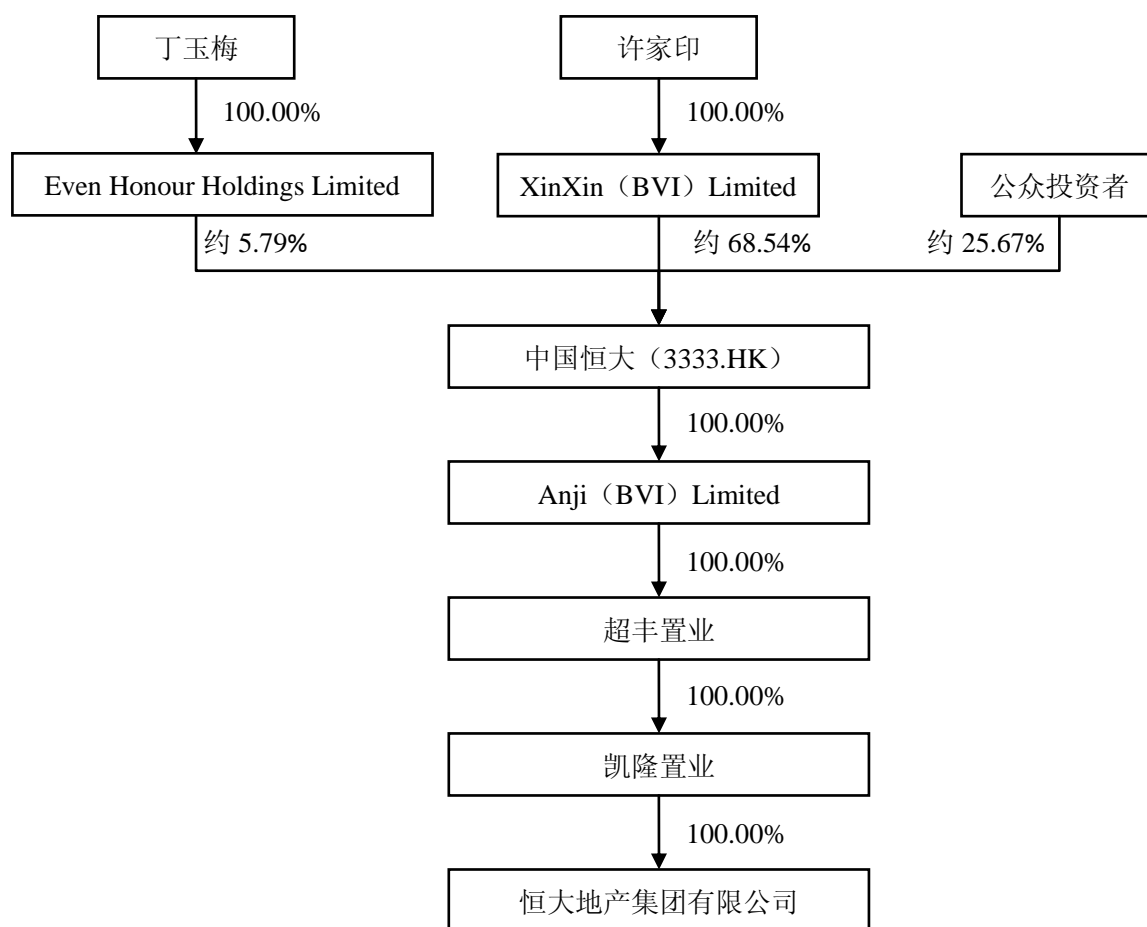 丁玉梅
许家印
100.00%
100.00%
Even Honour Holdings Limited
XinXin（BVI）Limited
公众投资者
约 5.79%
约 68.54%
约 25.67%
中国恒大（3333.HK）
100.00%
Anji（BVI）Limited
100.00%
超丰置业
100.00%
凯隆置业
100.00%
恒大地产集团有限公司